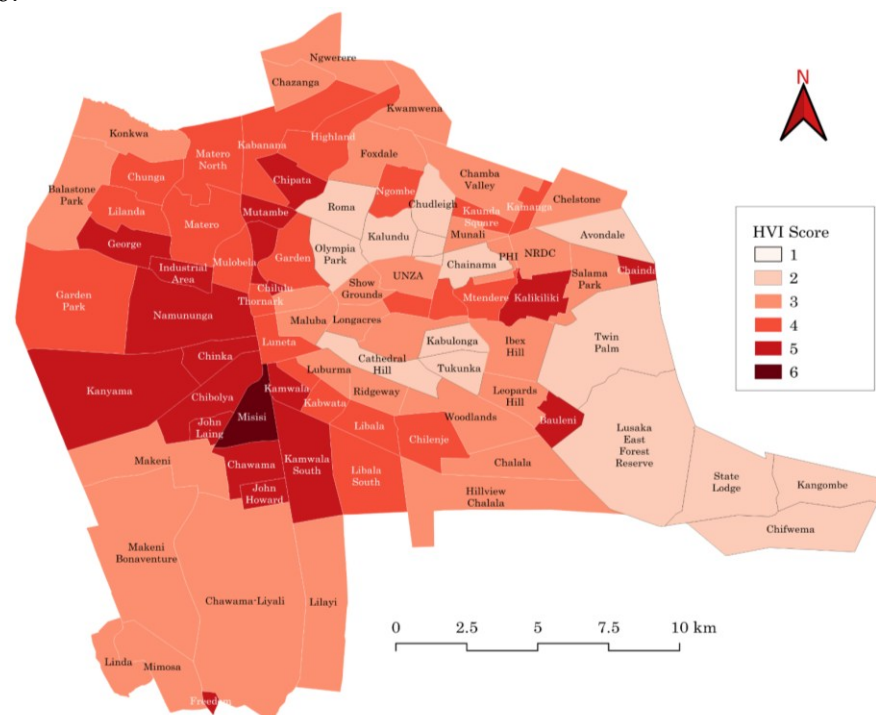 Ngwerere
Chazanga
Kwamwena
Konkwa
Highland
Kabanana
Matero
North
Foxdale
Chunga
Chipata
Ngombe
Chamba
Valley
Balastone
Park
Kamanga
Chelstone
Lilanda
Mutambe
Roma
Chudleigh
Kaunda
Square
Matero
Munali
Avondale
George
Kalundu
Olympia
Park
Mulobela
Garden
PHI
NRDC
Chainama
Chainda
Industrial
Area
UNZA
Salama
Park
Show
Grounds
Chilulu
Thornark
Mtendere
Kalikiliki
Garden
Park
Namununga
Maluba
Longacres
Twin
Palm
Luneta
Kabulonga
Ibex
Hill
Chinka
Cathedral
Hill
Luburma
Tukunka
Kanyama
Kamwala
Ridgeway
Leopards
Hill
Chibolya
Kabwata
Misisi
Woodlands
Bauleni
John
Laing
Libala
Lusaka
East
Forest
Reserve
Chilenje
Makeni
Chawama
Kamwala
South
Chalala
Libala
South
State
Lodge
Kangombe
John
Howard
Hillview
Chalala
Chifwema
Makeni
Bonaventure
Chawama-Liyali
Lilayi
Linda
Mimosa
Freedom
N
HVI Score
1
2
3
4
5
6
0 2.5 5 7.5 10 km